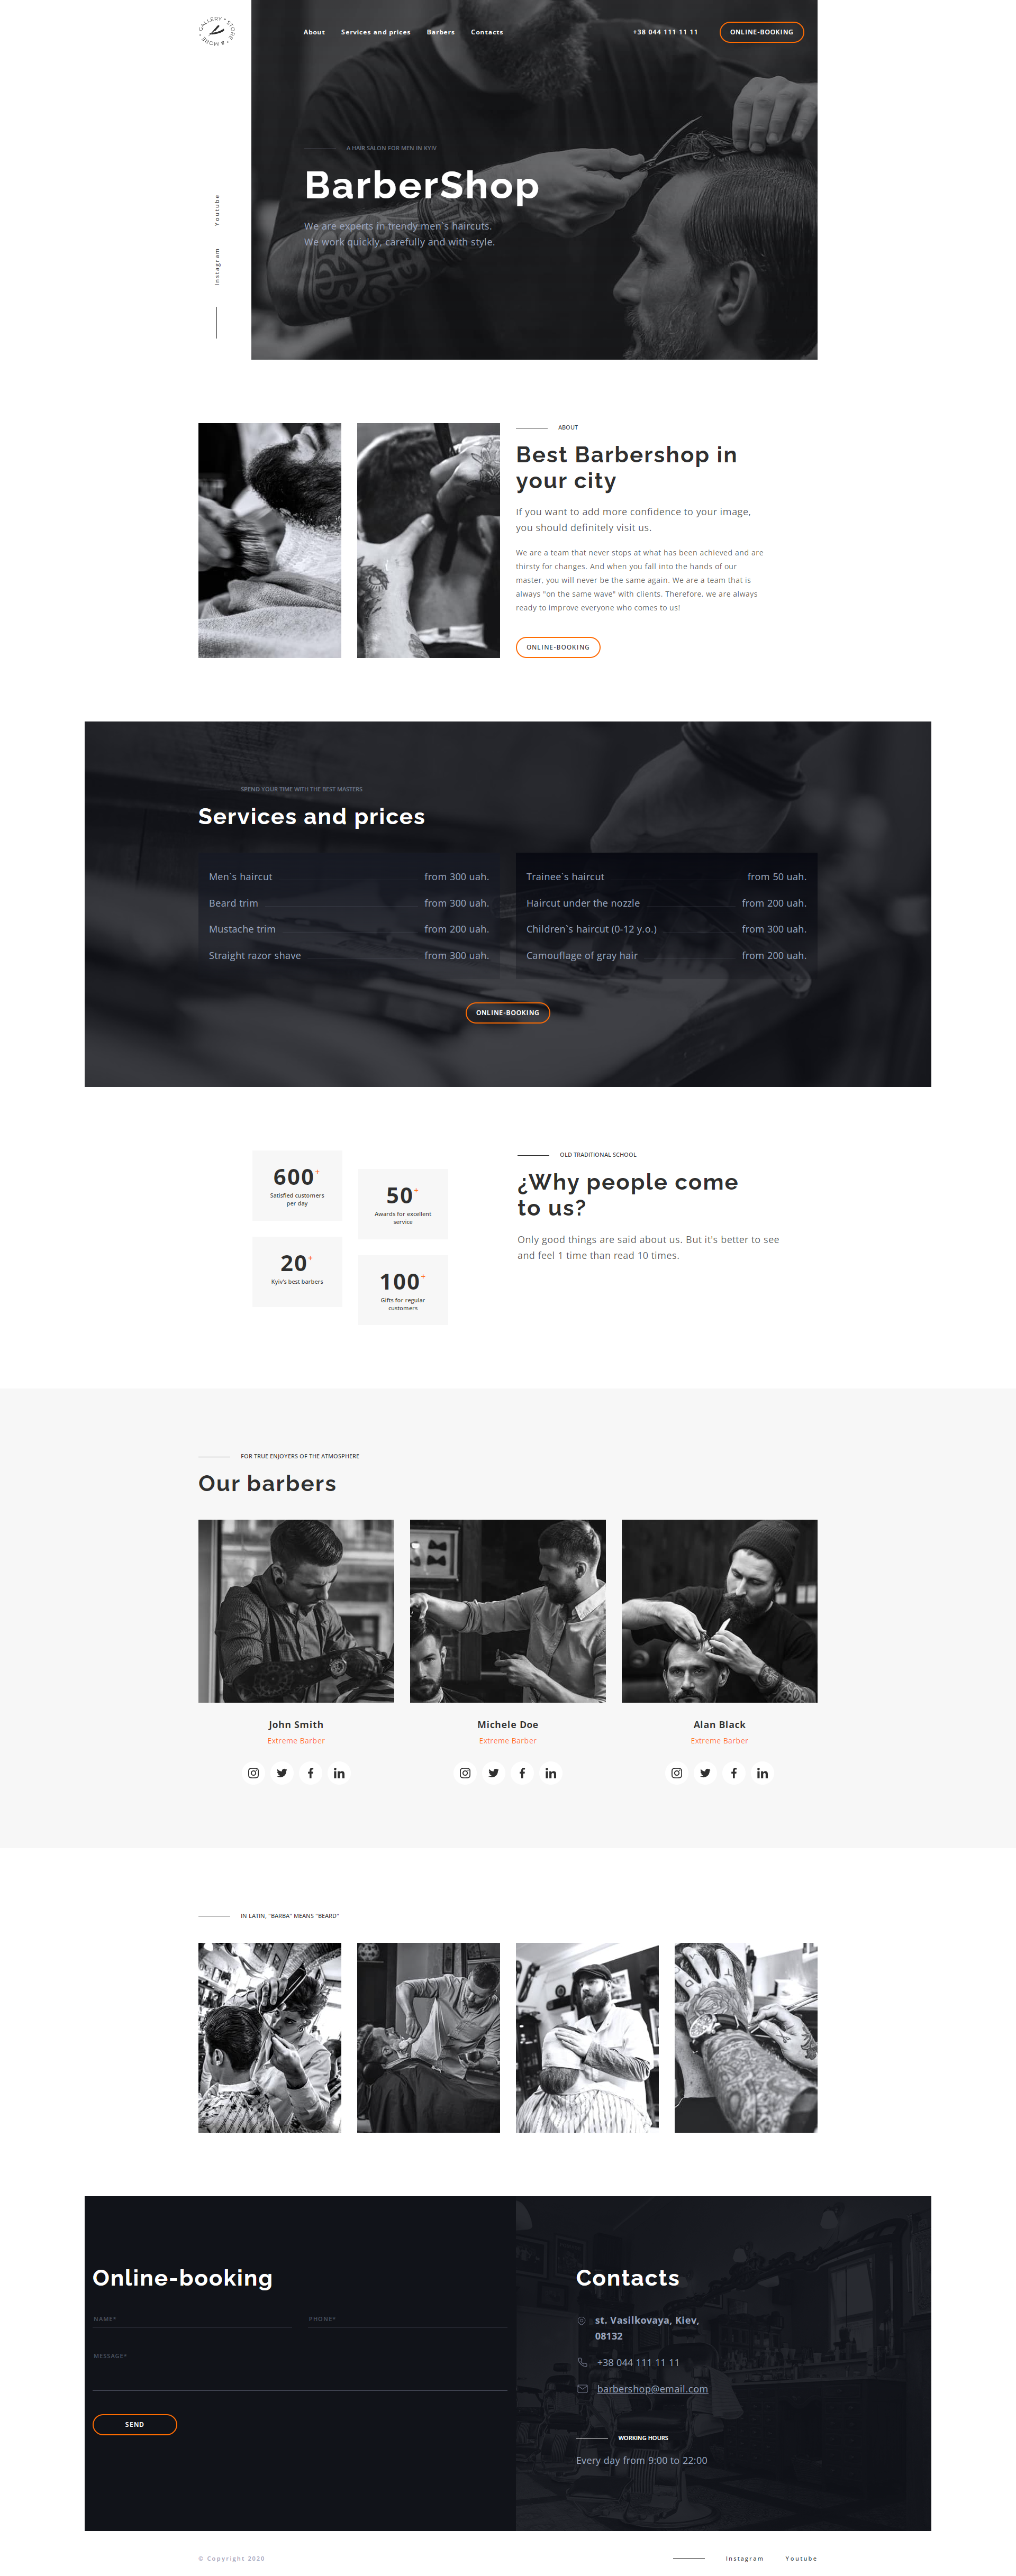 GALLERY • STORE • & MORE •
About Services and prices Barbers Contacts +38 044 111 11 11 ONLINE-BOOKING
A HAIR SALON FOR MEN IN KYIV
BarberShop
We are experts in trendy men`s haircuts.
We work quickly, carefully and with style.
Youtube
Instagram
ABOUT
Best Barbershop in
your city
If you want to add more confidence to your image,
you should definitely visit us.
We are a team that never stops at what has been achieved and are
thirsty for changes. And when you fall into the hands of our
master, you will never be the same again. We are a team that is
always "on the same wave" with clients. Therefore, we are always
ready to improve everyone who comes to us!
ONLINE-BOOKING
SPEND YOUR TIME WITH THE BEST MASTERS
Services and prices
Men`s haircut from 300 uah.
Beard trim from 300 uah.
Mustache trim from 200 uah.
Straight razor shave from 300 uah.
Trainee`s haircut from 50 uah.
Haircut under the nozzle from 200 uah.
Children`s haircut (0-12 y.o.) from 300 uah.
Camouflage of gray hair from 200 uah.
ONLINE-BOOKING
600+
Satisfied customers
per day
50+
Awards for excellent
service
20+
Kyiv's best barbers
100+
Gifts for regular
customers
OLD TRADITIONAL SCHOOL
¿Why people come
to us?
Only good things are said about us. But it's better to see
and feel 1 time than read 10 times.
FOR TRUE ENJOYERS OF THE ATMOSPHERE
Our barbers
John Smith
Extreme Barber
Michele Doe
Extreme Barber
Alan Black
Extreme Barber
IN LATIN, "BARBA" MEANS "BEARD"
Online-booking
NAME* PHONE*
MESSAGE*
SEND
Contacts
st. Vasilkovaya, Kiev,
08132
+38 044 111 11 11
barbershop@email.com
WORKING HOURS
Every day from 9:00 to 22:00
© Copyright 2020
Instagram Youtube